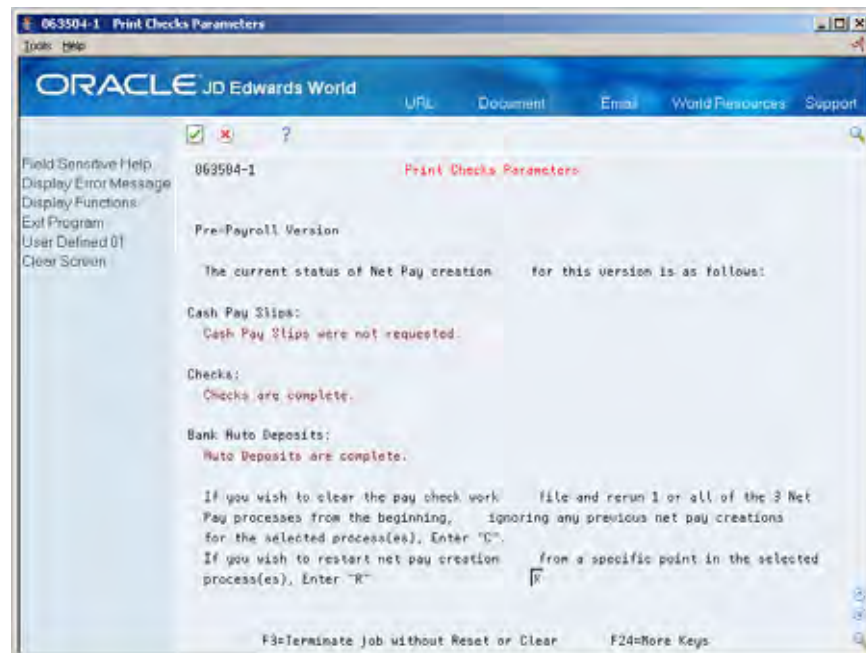 063504-1 Print Checks Parameters
Tools Help
ORACLE JD Edwards World
URL Document Email World Resources Support
?
Field Sensitive Help
Display Error Message
Display Functions
Exit Program
User Defined 01
Clear Screen
063504-1 Print Checks Parameters
Pre-Payroll Version
The current status of Net Pay creation for this version is as follows:
Cash Pay Slips:
Cash Pay Slips were not requested.
Checks:
Checks are complete.
Bank Auto Deposits:
Auto Deposits are complete.
If you wish to clear the pay check work file and rerun 1 or all of the 3 Net
Pay processes from the beginning, ignoring any previous net pay creations
for the selected process(es), Enter "C".
If you wish to restart net pay creation from a specific point in the selected
process(es), Enter "R" R
F3=Terminate job without Reset or Clear F24=More Keys